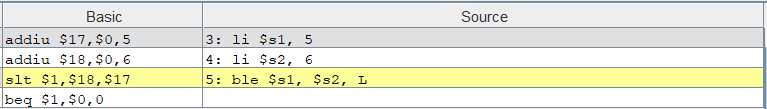 Basic Source
addiu $17,$0,5 3: li $s1, 5
addiu $18,$0,6 4: li $s2, 6
slt $1,$18,$17 5: ble $s1, $s2, L
beq $1,$0,0